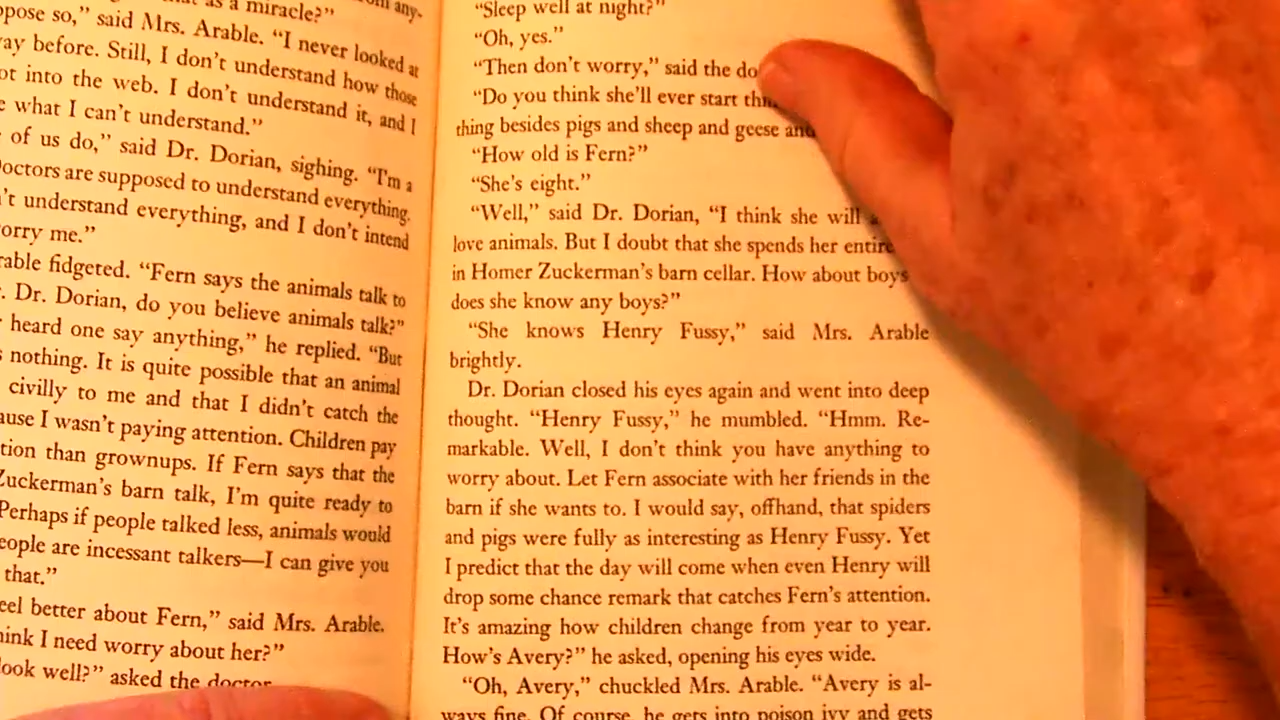 as a miracle?"
pose so," said Mrs. Arable. "I never looked at
ay before. Still, I don't understand how those
ot into the web. I don't understand it, and I
what I can't understand."
of us do," said Dr. Dorian, sighing. "I'm a
octors are supposed to understand everything.
't understand everything, and I don't intend
orry me."
rable fidgeted. "Fern says the animals talk to
. Dr. Dorian, do you believe animals talk?"
heard one say anything," he replied. "But
nothing. It is quite possible that an animal
civilly to me and that I didn't catch the
ause I wasn't paying attention. Children pay
tion than grownups. If Fern says that the
Zuckerman's barn talk, I'm quite ready to
Perhaps if people talked less, animals would
eople are incessant talkers—I can give you
that."
eel better about Fern," said Mrs. Arable.
ink I need worry about her?"
look well?" asked the doctor.
"Sleep well at night?"
"Oh, yes."
"Then don't worry," said the do
"Do you think she'll ever start thi
thing besides pigs and sheep and geese and
"How old is Fern?"
"She's eight."
"Well," said Dr. Dorian, "I think she will a
love animals. But I doubt that she spends her entire
in Homer Zuckerman's barn cellar. How about boys
does she know any boys?"
"She knows Henry Fussy," said Mrs. Arable
brightly.
Dr. Dorian closed his eyes again and went into deep
thought. "Henry Fussy," he mumbled. "Hmm. Re-
markable. Well, I don't think you have anything to
worry about. Let Fern associate with her friends in the
barn if she wants to. I would say, offhand, that spiders
and pigs were fully as interesting as Henry Fussy. Yet
I predict that the day will come when even Henry will
drop some chance remark that catches Fern's attention.
It's amazing how children change from year to year.
How's Avery?" he asked, opening his eyes wide.
"Oh, Avery," chuckled Mrs. Arable. "Avery is al-
ways fine. Of course, he gets into poison ivy and gets